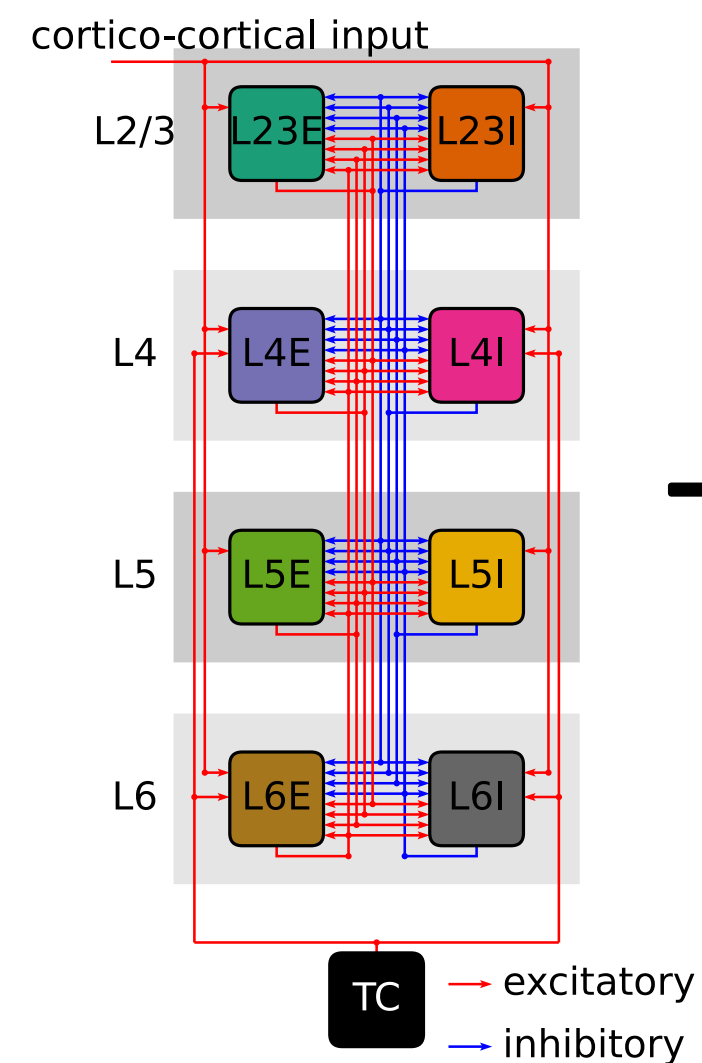 cortico-cortical input
L2/3
L23E
L23I
L4
L4E
L4I
L5
L5E
L5I
L6
L6E
L6I
TC
excitatory
inhibitory